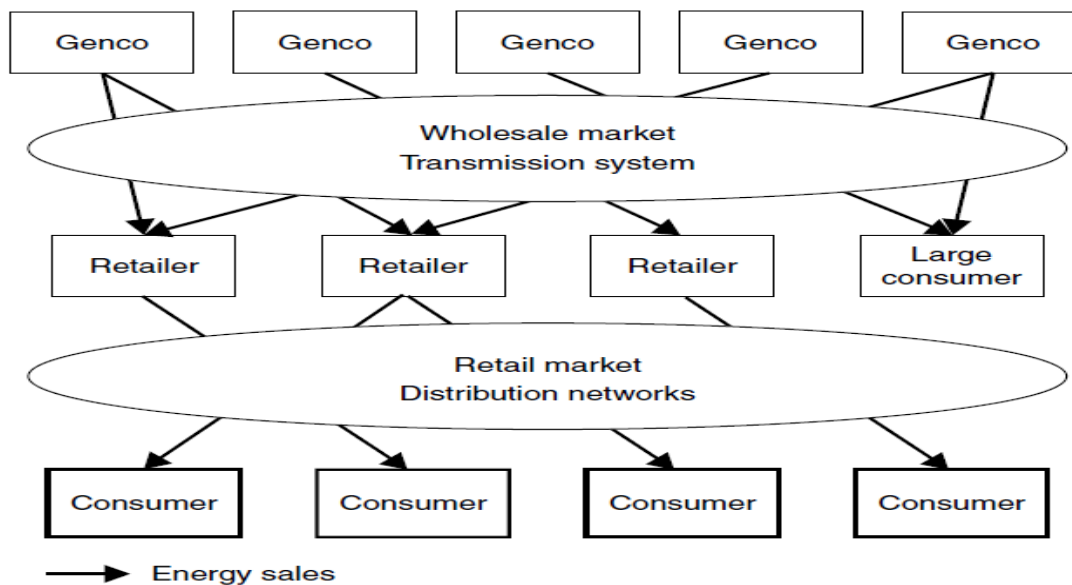 Genco
Genco
Genco
Genco
Genco
Wholesale market
Transmission system
Retailer
Retailer
Retailer
Large
consumer
Retail market
Distribution networks
Consumer
Consumer
Consumer
Consumer
Energy sales